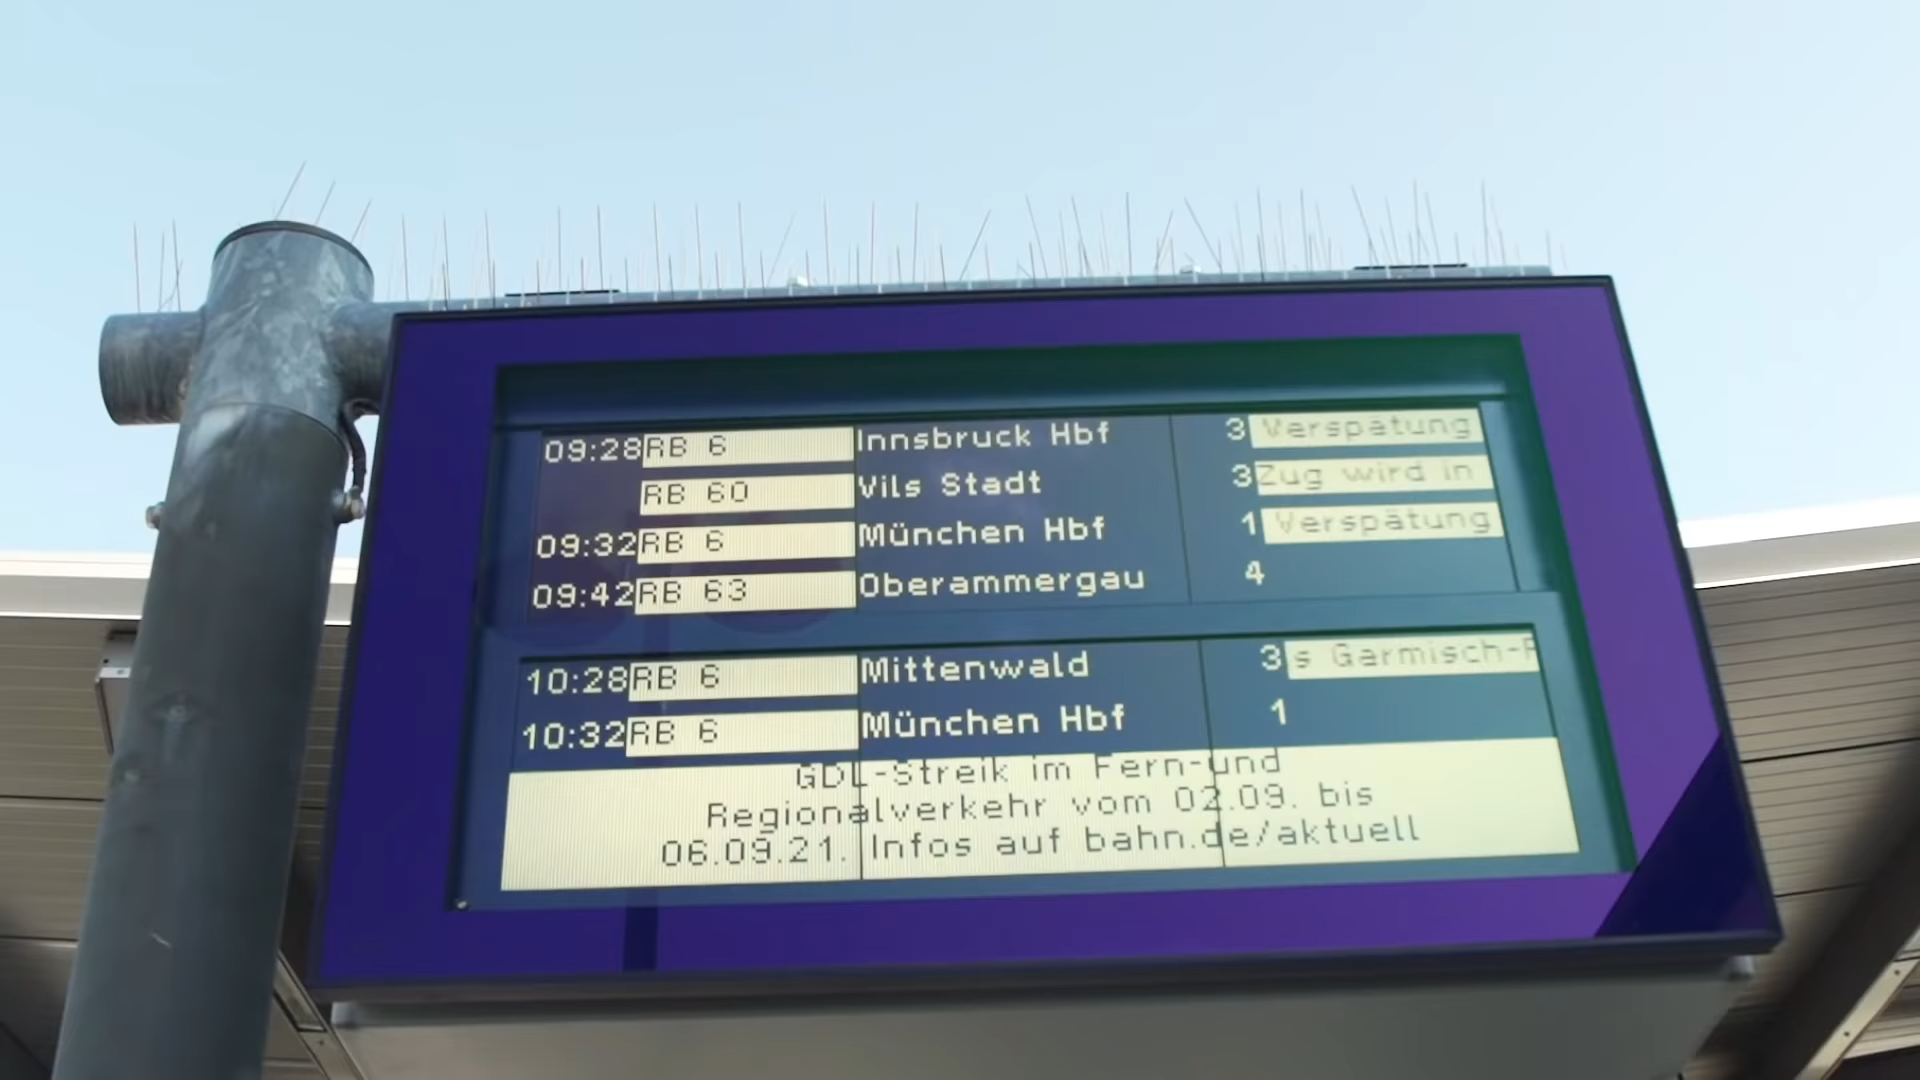 09:28 RB 6 Innsbruck Hbf 3 Verspätung
RB 60 Vils Stadt 3 Zug wird in
09:32 RB 6 München Hbf 1 Verspätung
09:42 RB 63 Oberammergau 4
10:28 RB 6 Mittenwald 3 s Garmisch-P
10:32 RB 6 München Hbf 1
GDL-Streik im Fern-und
Regionalverkehr vom 02.09. bis
06.09.21. Infos auf bahn.de/aktuell